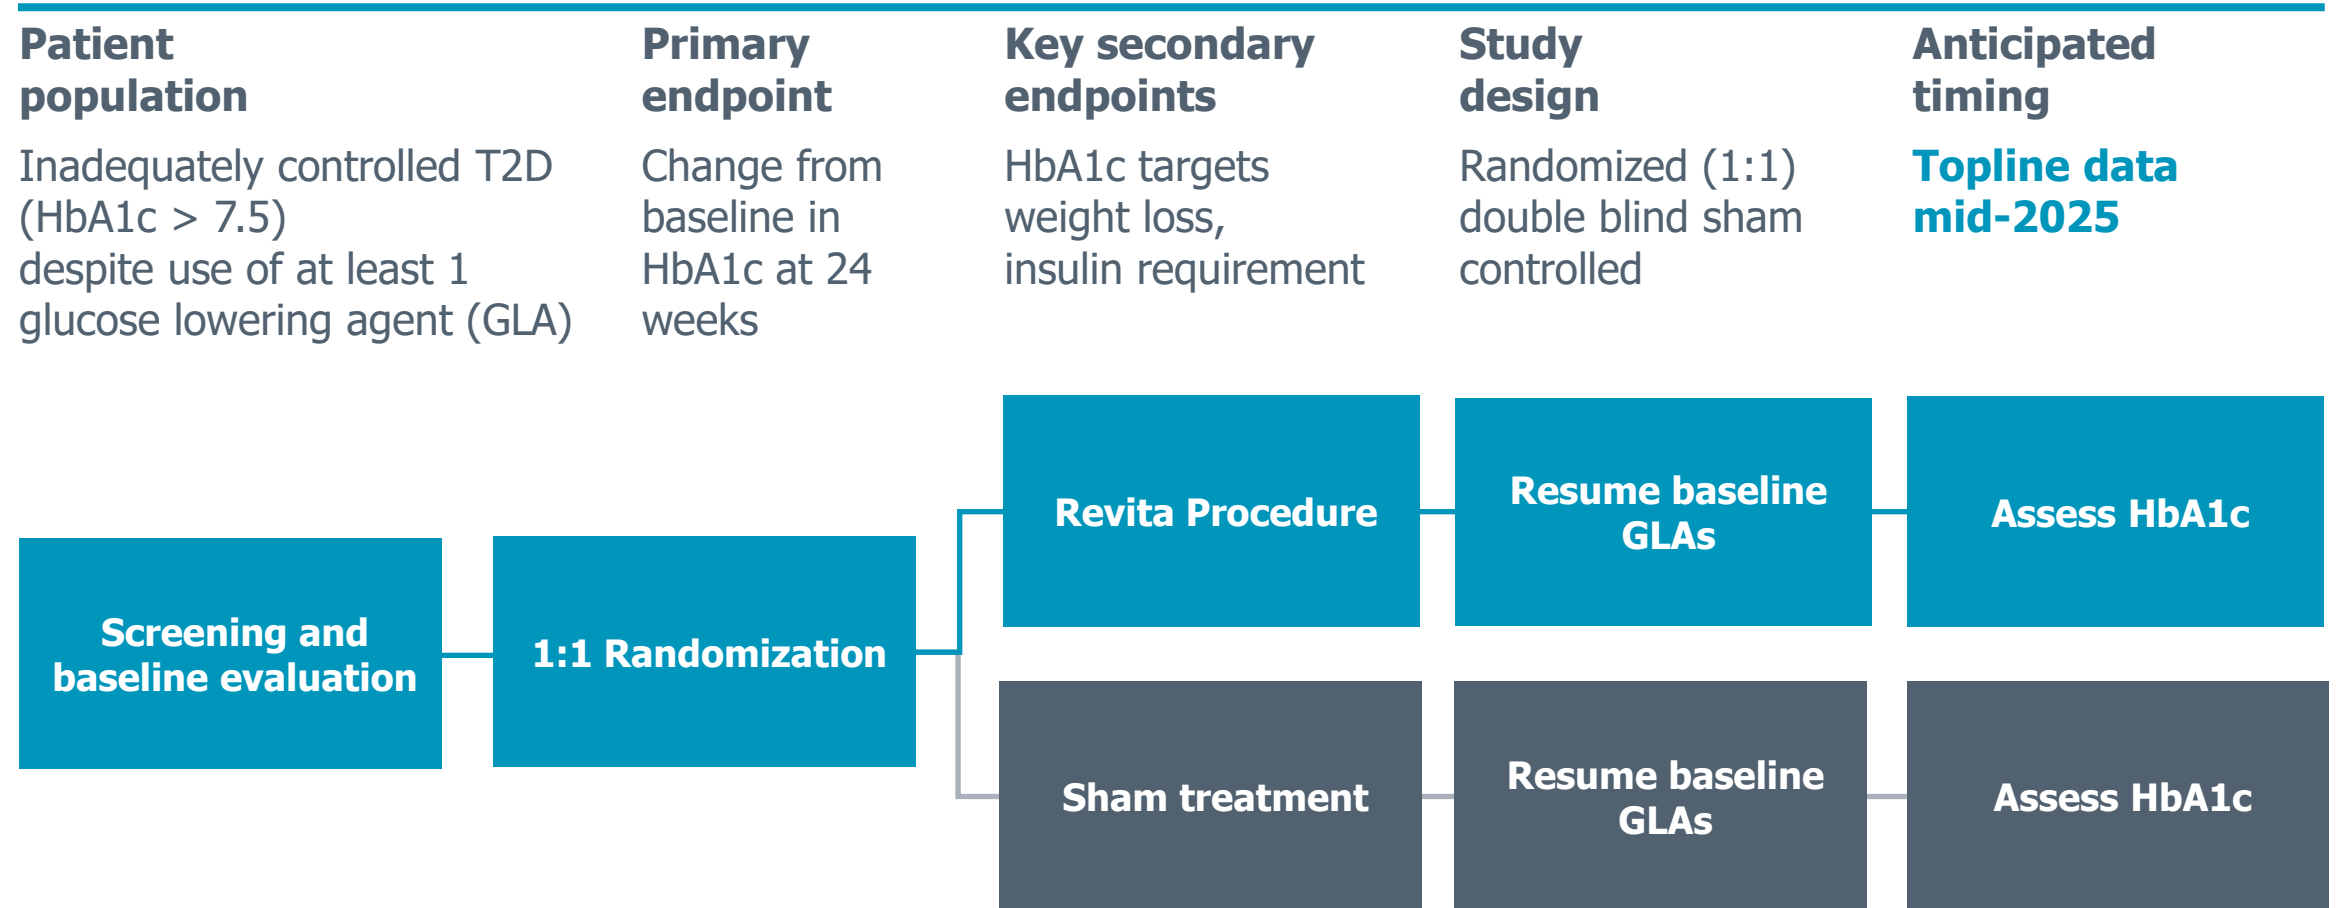 Patient
population
Inadequately controlled T2D
(HbA1c > 7.5)
despite use of at least 1
glucose lowering agent (GLA)
Primary
endpoint
Change from
baseline in
HbA1c at 24
weeks
Key secondary
endpoints
HbA1c targets
weight loss,
insulin requirement
Study
design
Randomized (1:1)
double blind sham
controlled
Anticipated
timing
Topline data
mid-2025
Screening and
baseline evaluation
1:1 Randomization
Revita Procedure
Resume baseline
GLAs
Assess HbA1c
Sham treatment
Resume baseline
GLAs
Assess HbA1c